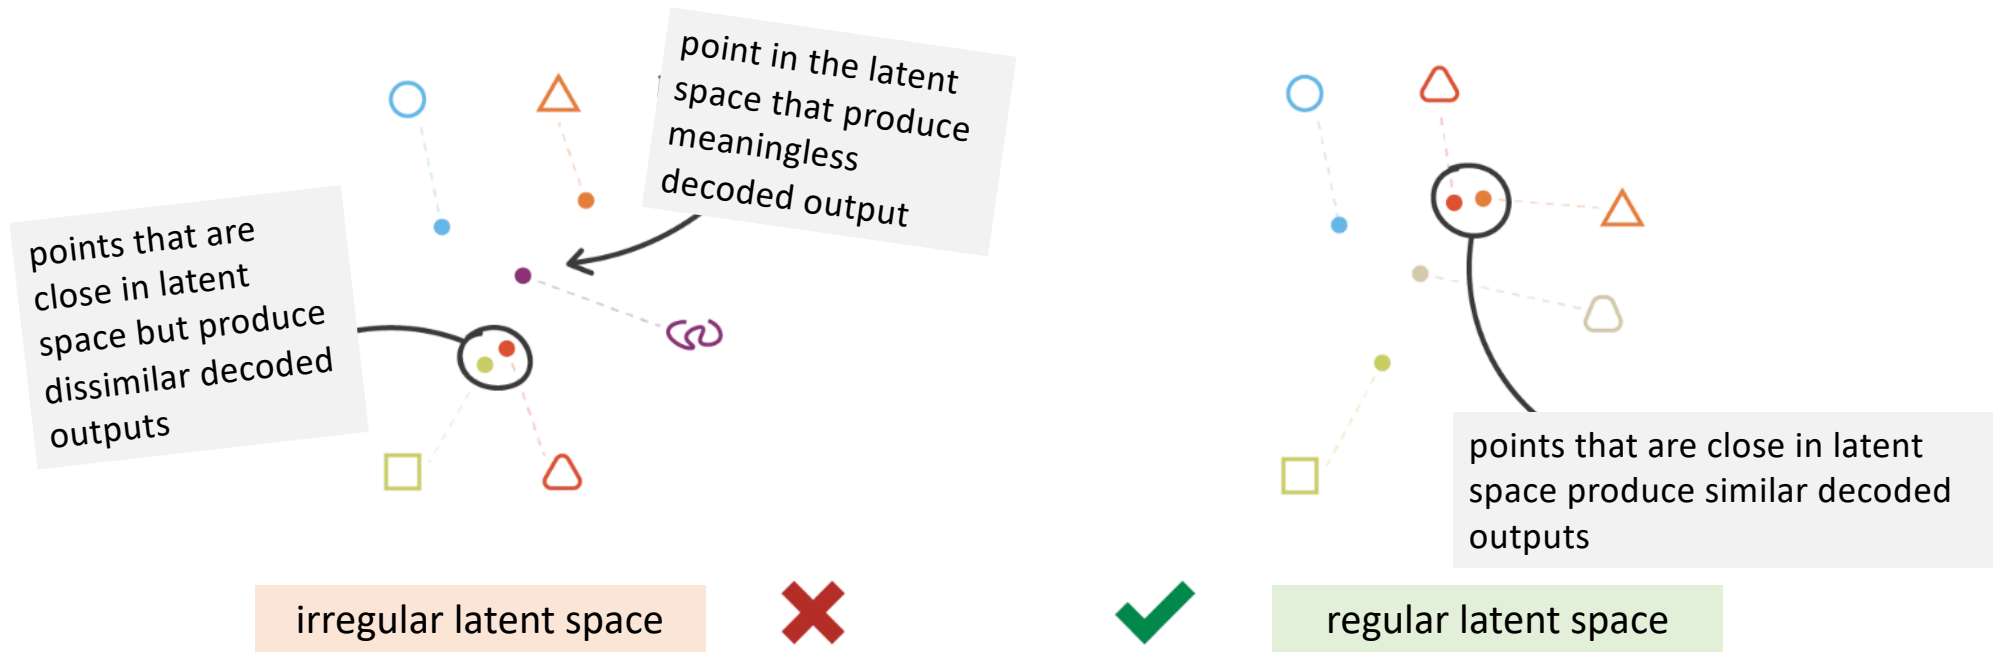 point in the latent
space that produce
meaningless
decoded output
points that are
close in latent
space but produce
dissimilar decoded
outputs
points that are close in latent
space produce similar decoded
outputs
irregular latent space
regular latent space